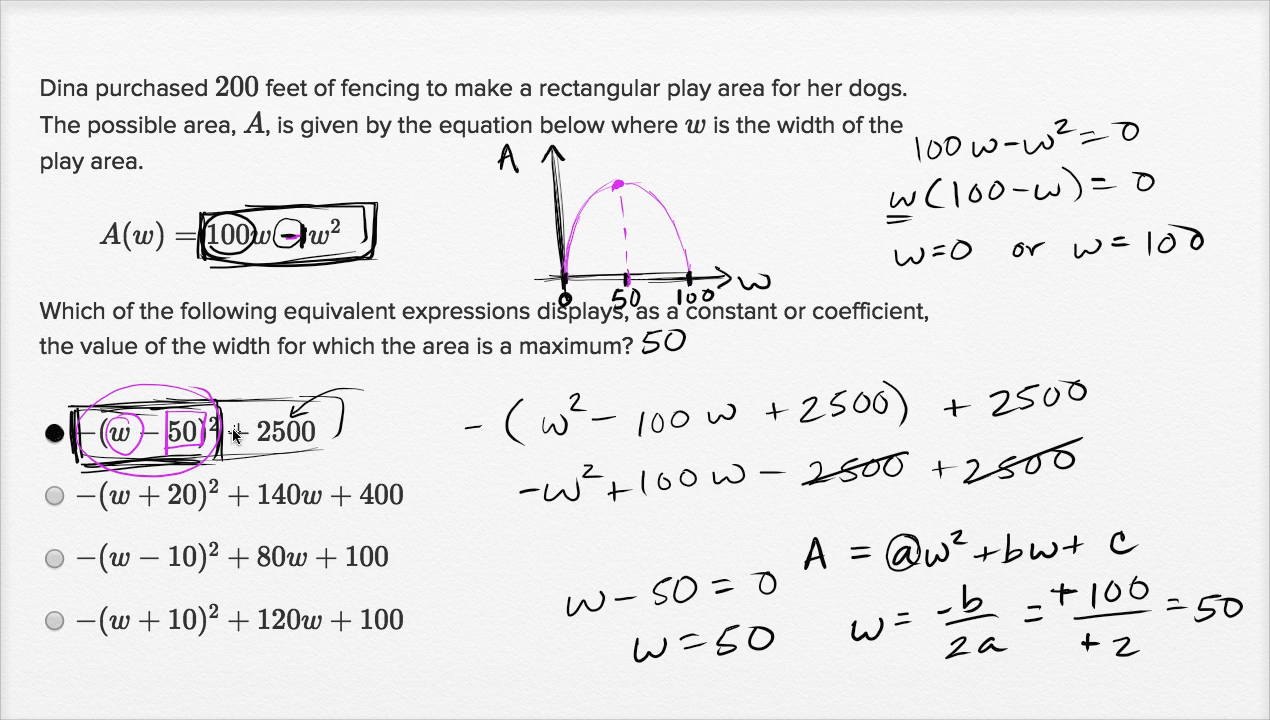 Dina purchased 200 feet of fencing to make a rectangular play area for her dogs.
The possible area, A, is given by the equation below where w is the width of the
play area.
A(w) = 100w − 1w²
A
w
0 50 100
100w − w² = 0
w(100 − w) = 0
w = 0 or w = 100
Which of the following equivalent expressions displays, as a constant or coefficient,
the value of the width for which the area is a maximum? 50
−(w − 50)² + 2500
−(w + 20)² + 140w + 400
−(w − 10)² + 80w + 100
−(w + 10)² + 120w + 100
−(w² − 100w + 2500) + 2500
−w² + 100w − 2500 + 2500
w − 50 = 0
w = 50
A = aw² + bw + c
w = -b/2a = +100/+2 = 50